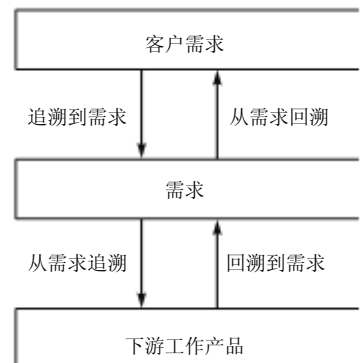 客户需求
追溯到需求 从需求回溯
需求
从需求追溯 回溯到需求
下游工作产品